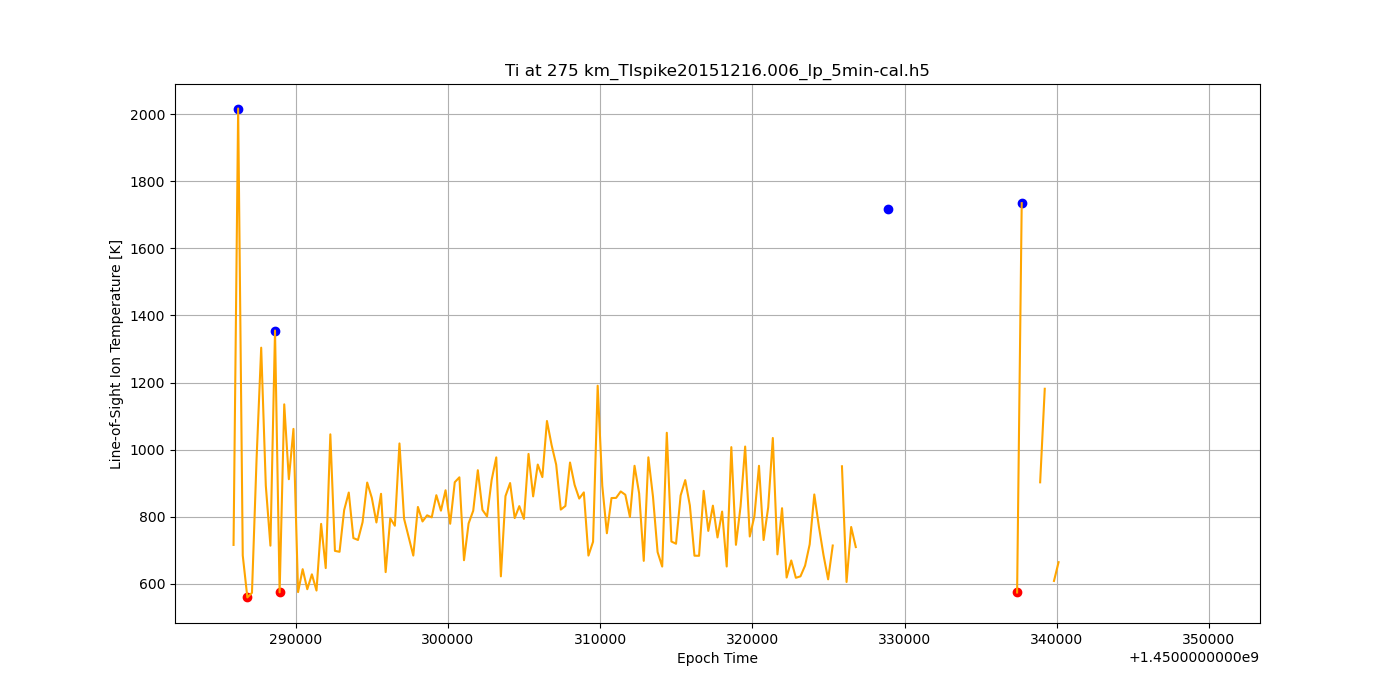 Ti at 275 km_TIspike20151216.006_lp_5min-cal.h5
Line-of-Sight Ion Temperature [K]
2000
1800
1600
1400
1200
1000
800
600
290000 300000 310000 320000 330000 340000 350000
Epoch Time
+1.4500000000e9